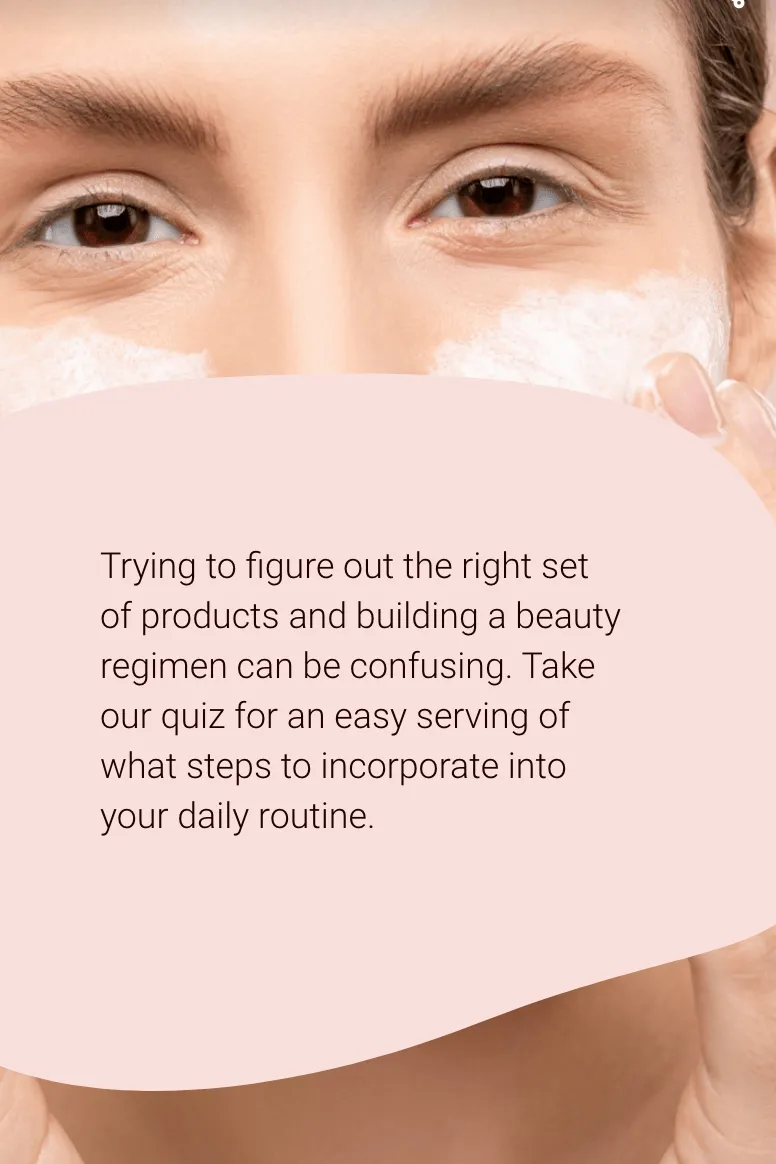 Trying to figure out the right set
of products and building a beauty
regimen can be confusing. Take
our quiz for an easy serving of
what steps to incorporate into
your daily routine.